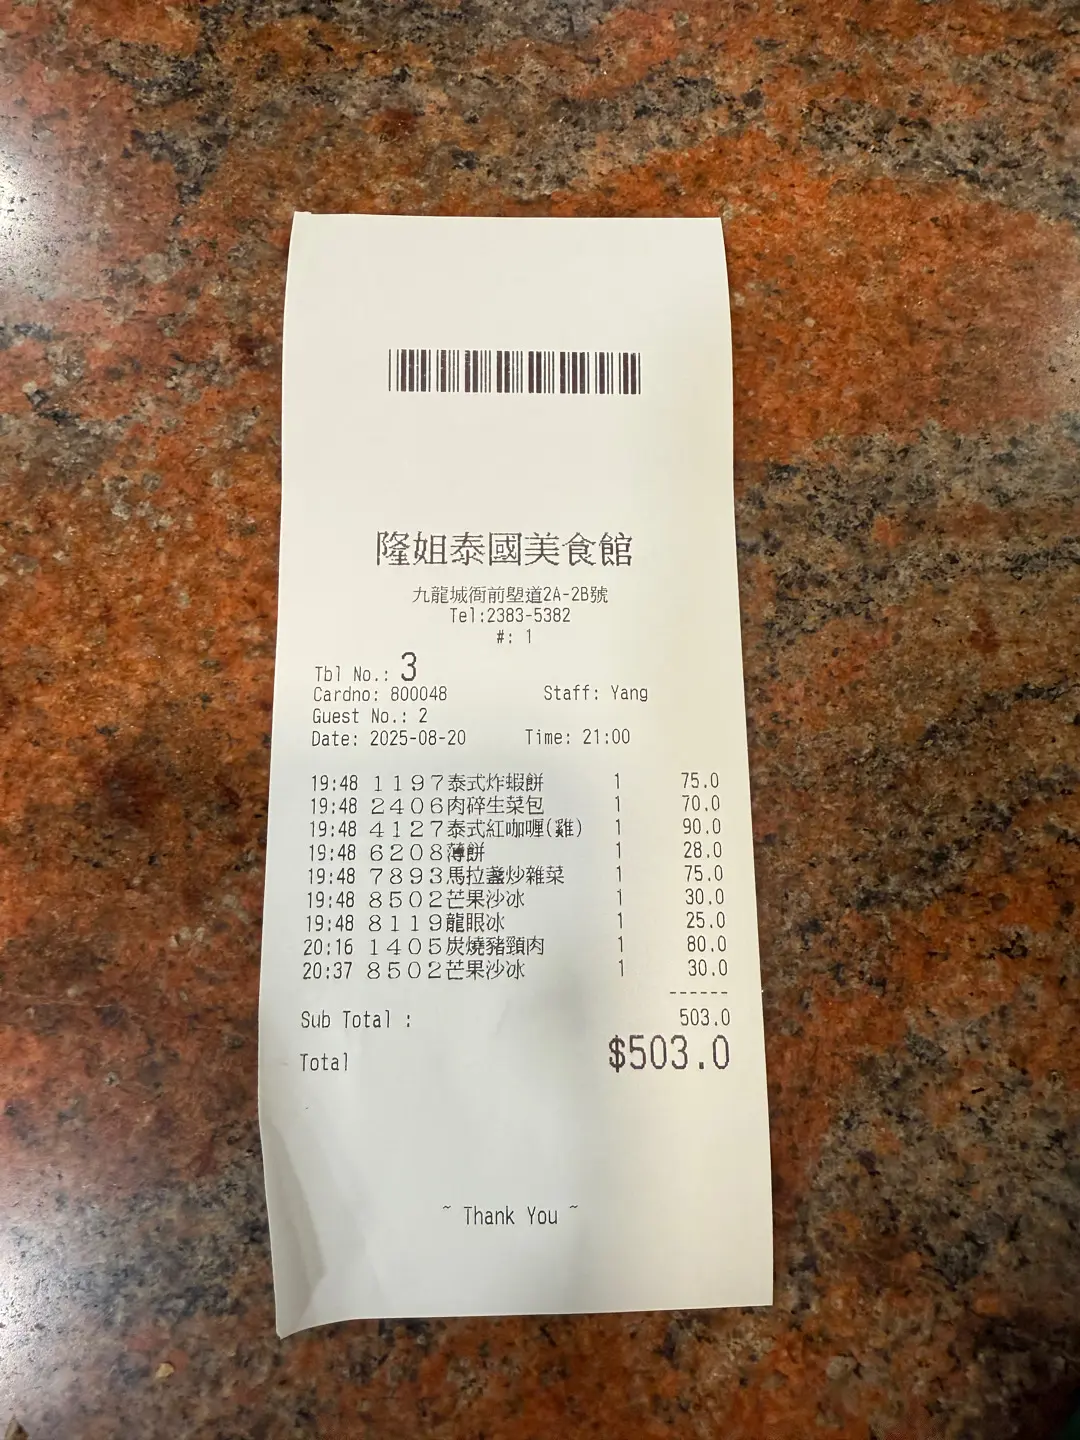 隆姐泰國美食館
九龍城衙前塱道2A-2B號
Tel:2383-5382
#: 1
Tbl No.: 3
Cardno: 800048 Staff: Yang
Guest No.: 2
Date: 2025-08-20 Time: 21:00
19:48 1197泰式炸蝦餅 1 75.0
19:48 2406肉碎生菜包 1 70.0
19:48 4127泰式紅咖喱(雞) 1 90.0
19:48 6208薄餅 1 28.0
19:48 7893馬拉盞炒雜菜 1 75.0
19:48 8502芒果沙冰 1 30.0
19:48 8119龍眼冰 1 25.0
20:16 1405炭燒豬頸肉 1 80.0
20:37 8502芒果沙冰 1 30.0
------
Sub Total : 503.0
Total $503.0
~ Thank You ~